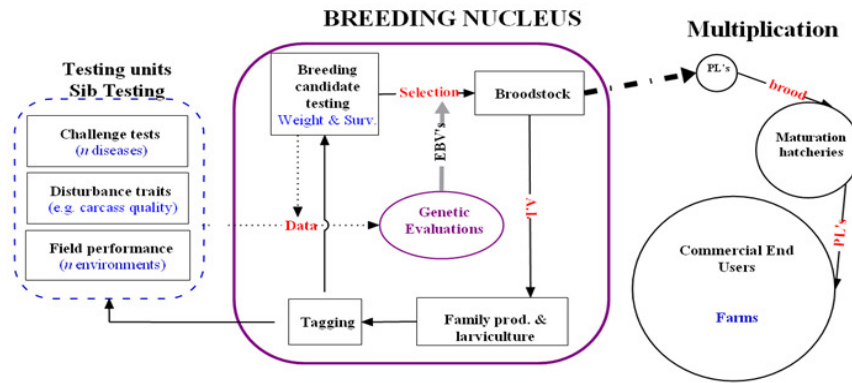 BREEDING NUCLEUS
Multiplication
Testing units
Sib Testing
Challenge tests
(n diseases)
Disturbance traits
(e.g. carcass quality)
Field performance
(n environments)
Breeding
candidate
testing
Weight & Surv.
Selection
Broodstock
EBV's
Data
Genetic
Evaluations
Tagging
Family prod. &
larviculture
PL's
brood
Maturation
hatcheries
PL's
Commercial End
Users
Farms